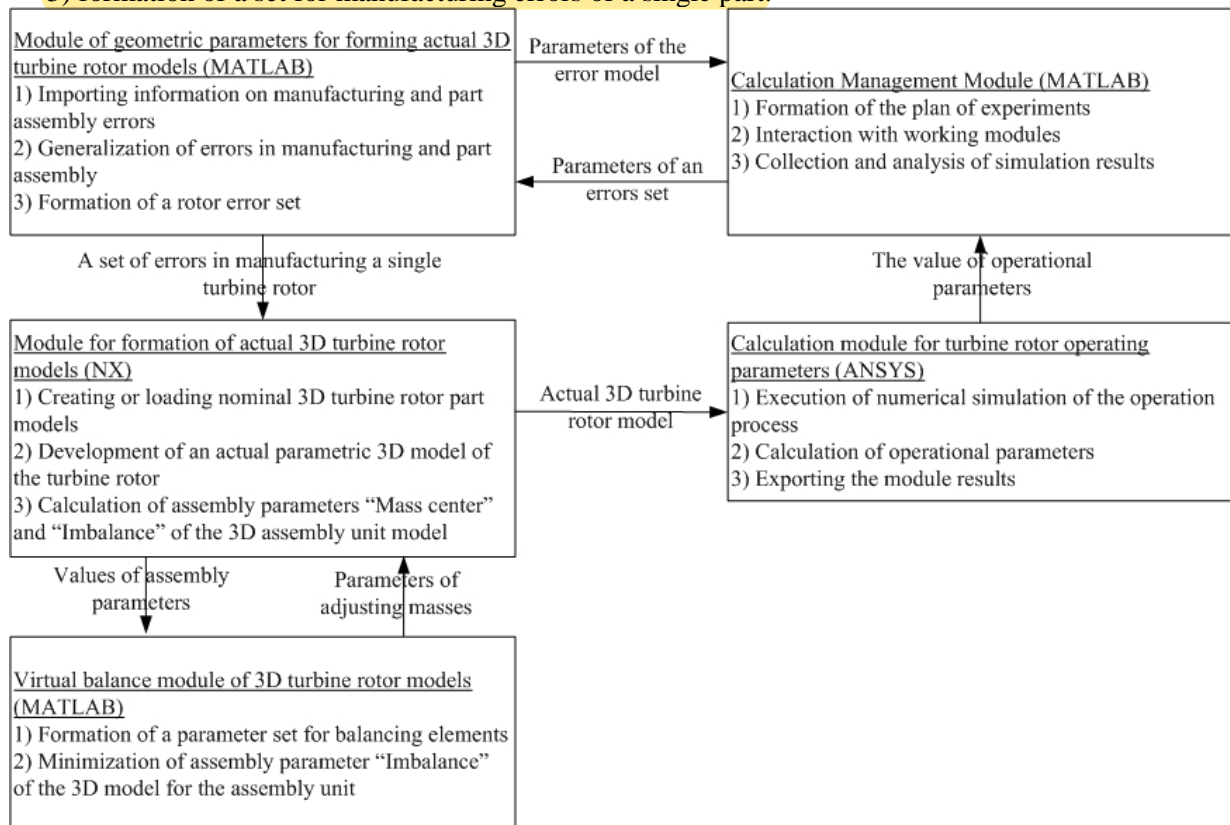 3) formation of a set for manufacturing errors of a single part.
Module of geometric parameters for forming actual 3D
turbine rotor models (MATLAB)
1) Importing information on manufacturing and part
assembly errors
2) Generalization of errors in manufacturing and part
assembly
3) Formation of a rotor error set
Parameters of the
error model
Parameters of an
errors set
Calculation Management Module (MATLAB)
1) Formation of the plan of experiments
2) Interaction with working modules
3) Collection and analysis of simulation results
A set of errors in manufacturing a single
turbine rotor
The value of operational
parameters
Module for formation of actual 3D turbine rotor
models (NX)
1) Creating or loading nominal 3D turbine rotor part
models
2) Development of an actual parametric 3D model of
the turbine rotor
3) Calculation of assembly parameters “Mass center”
and “Imbalance” of the 3D assembly unit model
Actual 3D turbine
rotor model
Calculation module for turbine rotor operating
parameters (ANSYS)
1) Execution of numerical simulation of the operation
process
2) Calculation of operational parameters
3) Exporting the module results
Values of assembly
parameters
Parameters of
adjusting masses
Virtual balance module of 3D turbine rotor models
(MATLAB)
1) Formation of a parameter set for balancing elements
2) Minimization of assembly parameter “Imbalance”
of the 3D model for the assembly unit